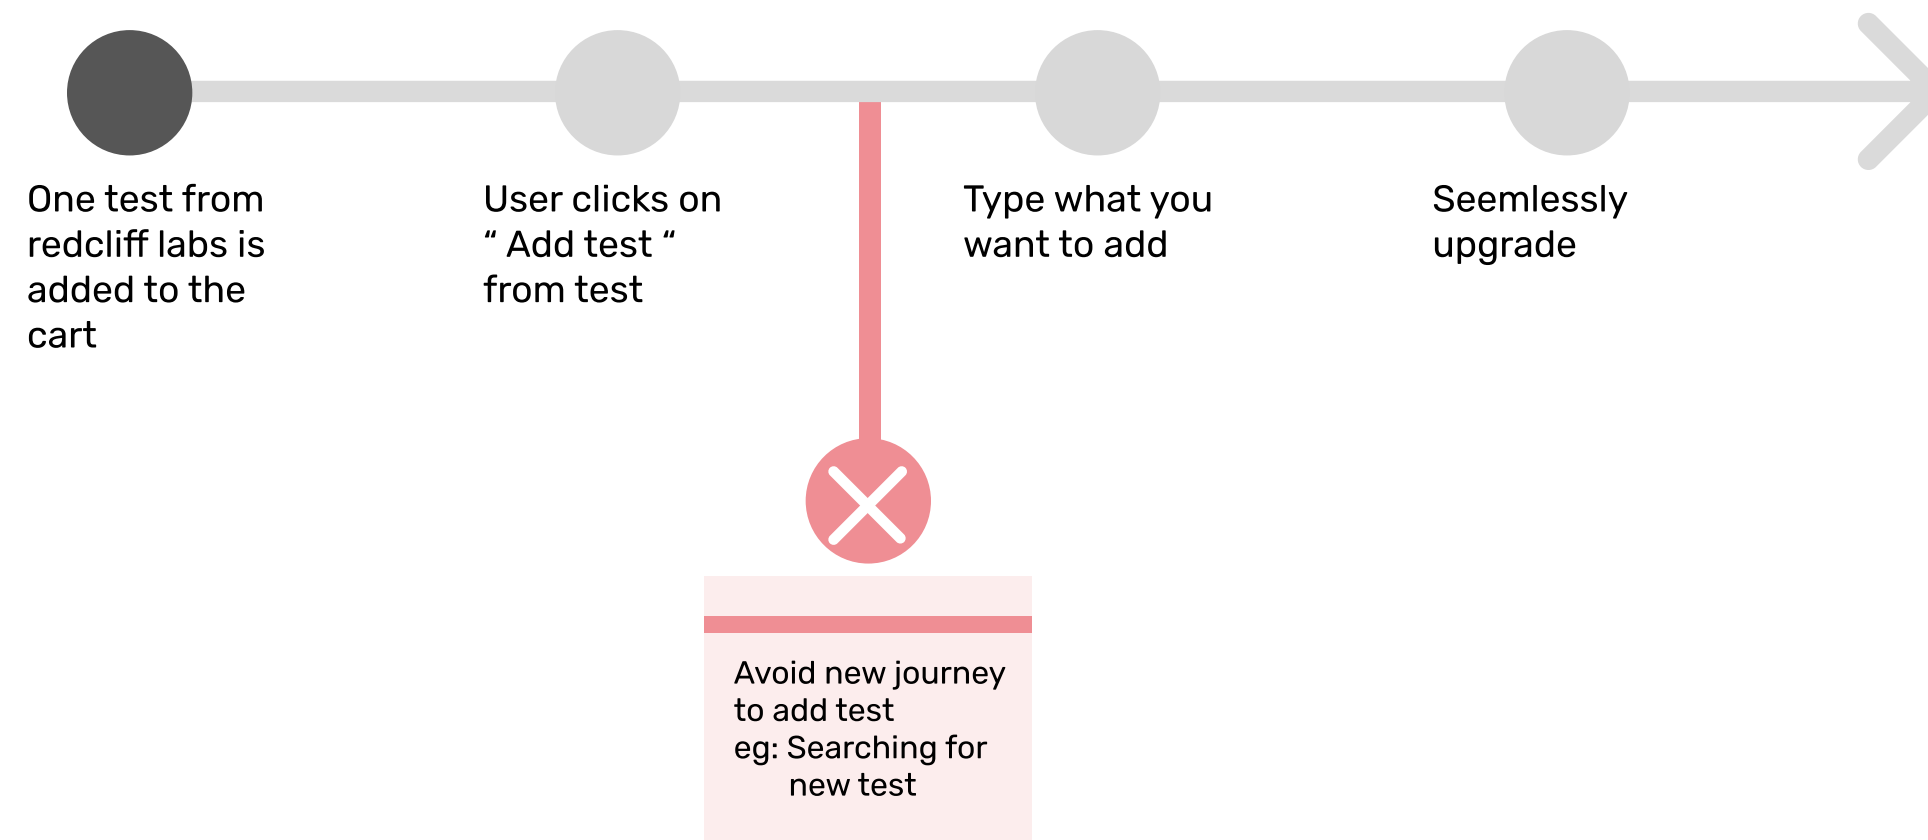 One test from
redcliff labs is
added to the
cart
User clicks on
“ Add test “
from test
Type what you
want to add
Seemlessly
upgrade
Avoid new journey
to add test
eg: Searching for
new test